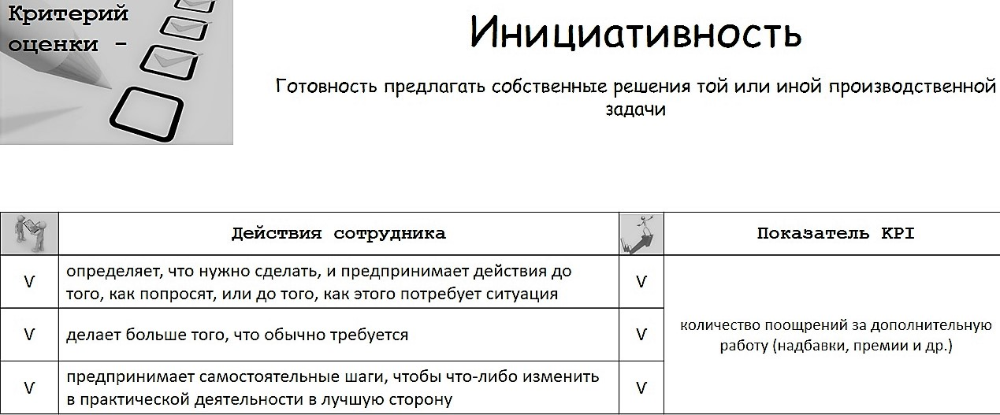 Критерий
оценки -
Инициативность
Готовность предлагать собственные решения той или иной производственной
задачи
Действия сотрудника
Показатель KPI
V
определяет, что нужно сделать, и предпринимает действия до
того, как попросят, или до того, как этого потребует ситуация
V
V
делает больше того, что обычно требуется
V
количество поощрений за дополнительную
работу (надбавки, премии и др.)
V
предпринимает самостоятельные шаги, чтобы что-либо изменить
в практической деятельности в лучшую сторону
V